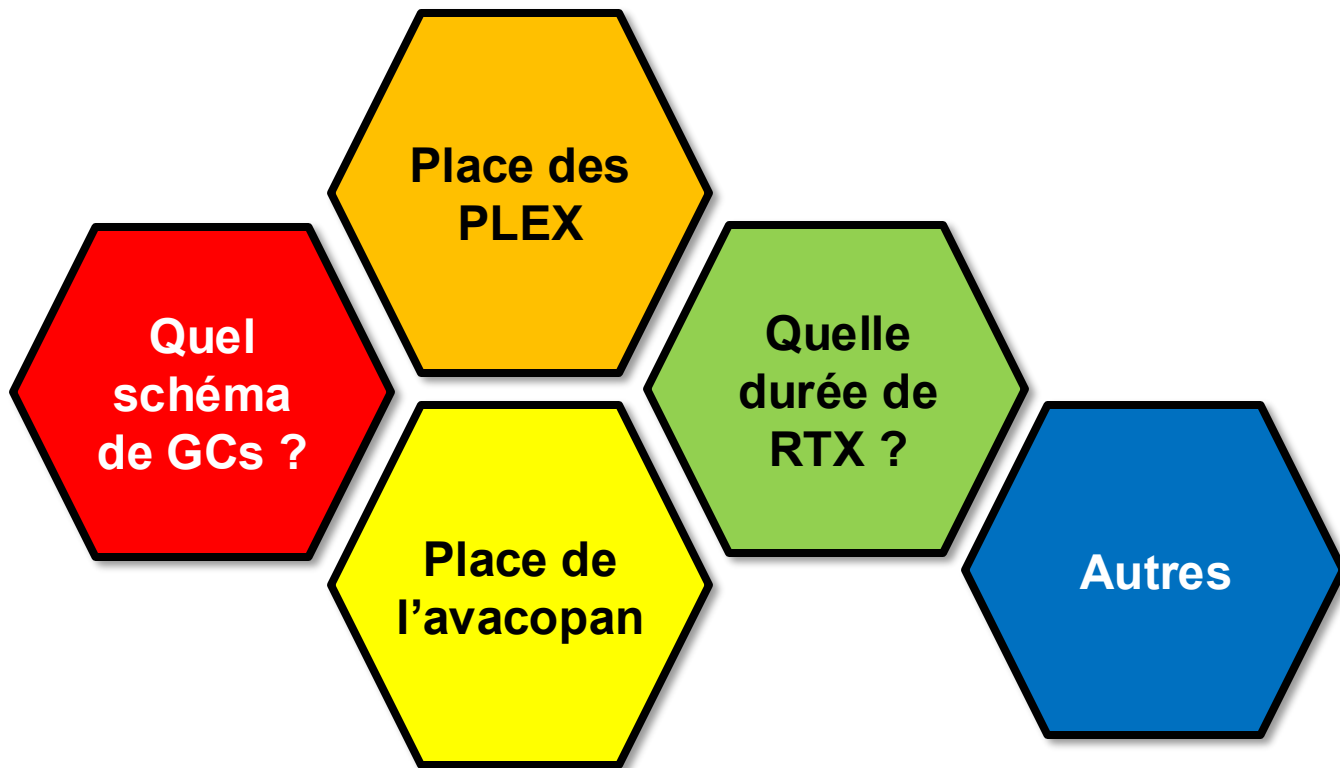 Place des
PLEX
Quel
schéma
de GCs ?
Quelle
durée de
RTX ?
Place de
l’avacopan
Autres